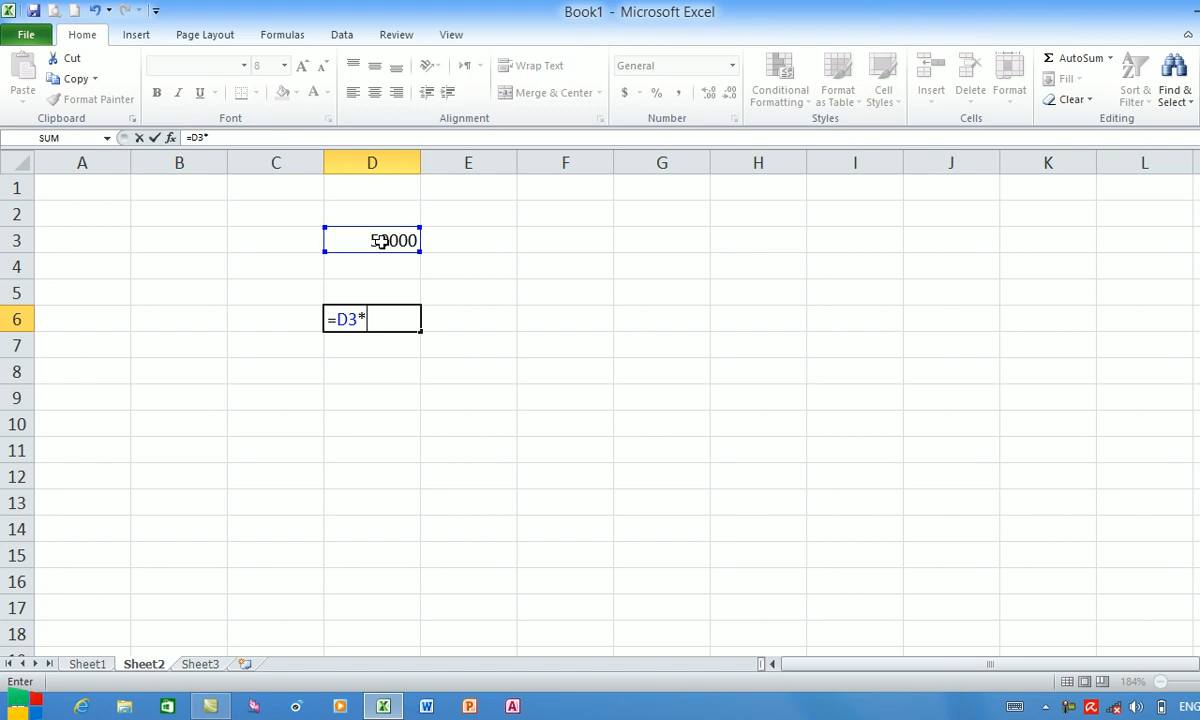 Book1 - Microsoft Excel
File Home Insert Page Layout Formulas Data Review View
Paste
Cut
Copy
Format Painter
Clipboard
8
A A
B I U A
Font
Wrap Text
Merge & Center
Alignment
General
$ % ,
Number
Conditional Formatting
Format as Table
Cell Styles
Styles
Insert Delete Format
Cells
Σ AutoSum
Fill
Clear
Sort & Filter
Find & Select
Editing
SUM fx =D3*
A B C D E F G H I J K L
1
2
3 50000
4
5
6 =D3*
7
8
9
10
11
12
13
14
15
16
17
18
Sheet1 Sheet2 Sheet3
Enter 184%
ENG